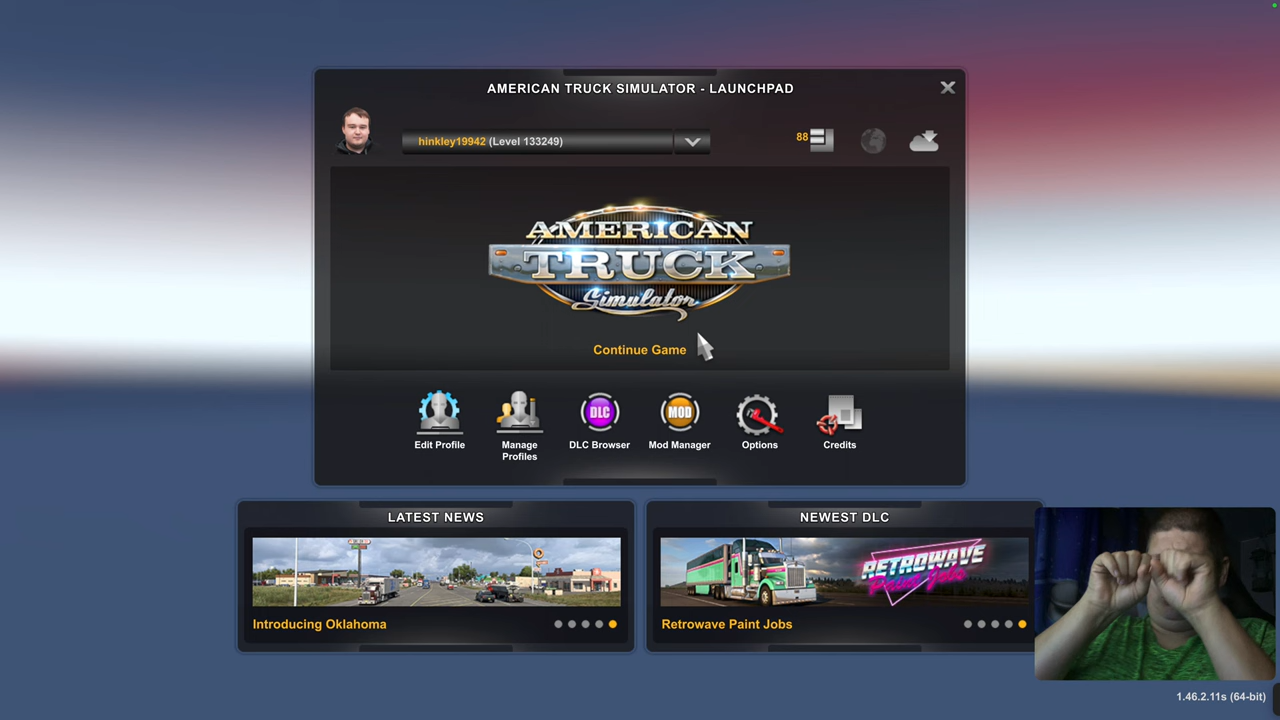 AMERICAN TRUCK SIMULATOR - LAUNCHPAD
hinkley19942 (Level 133249)
88
AMERICAN
TRUCK
Simulator
Continue Game
Edit Profile
Manage
Profiles
DLC
DLC Browser
MOD
Mod Manager
Options
Credits
LATEST NEWS
Introducing Oklahoma
NEWEST DLC
RETROWAVE
Paint Jobs
Retrowave Paint Jobs
1.46.2.11s (64-bit)